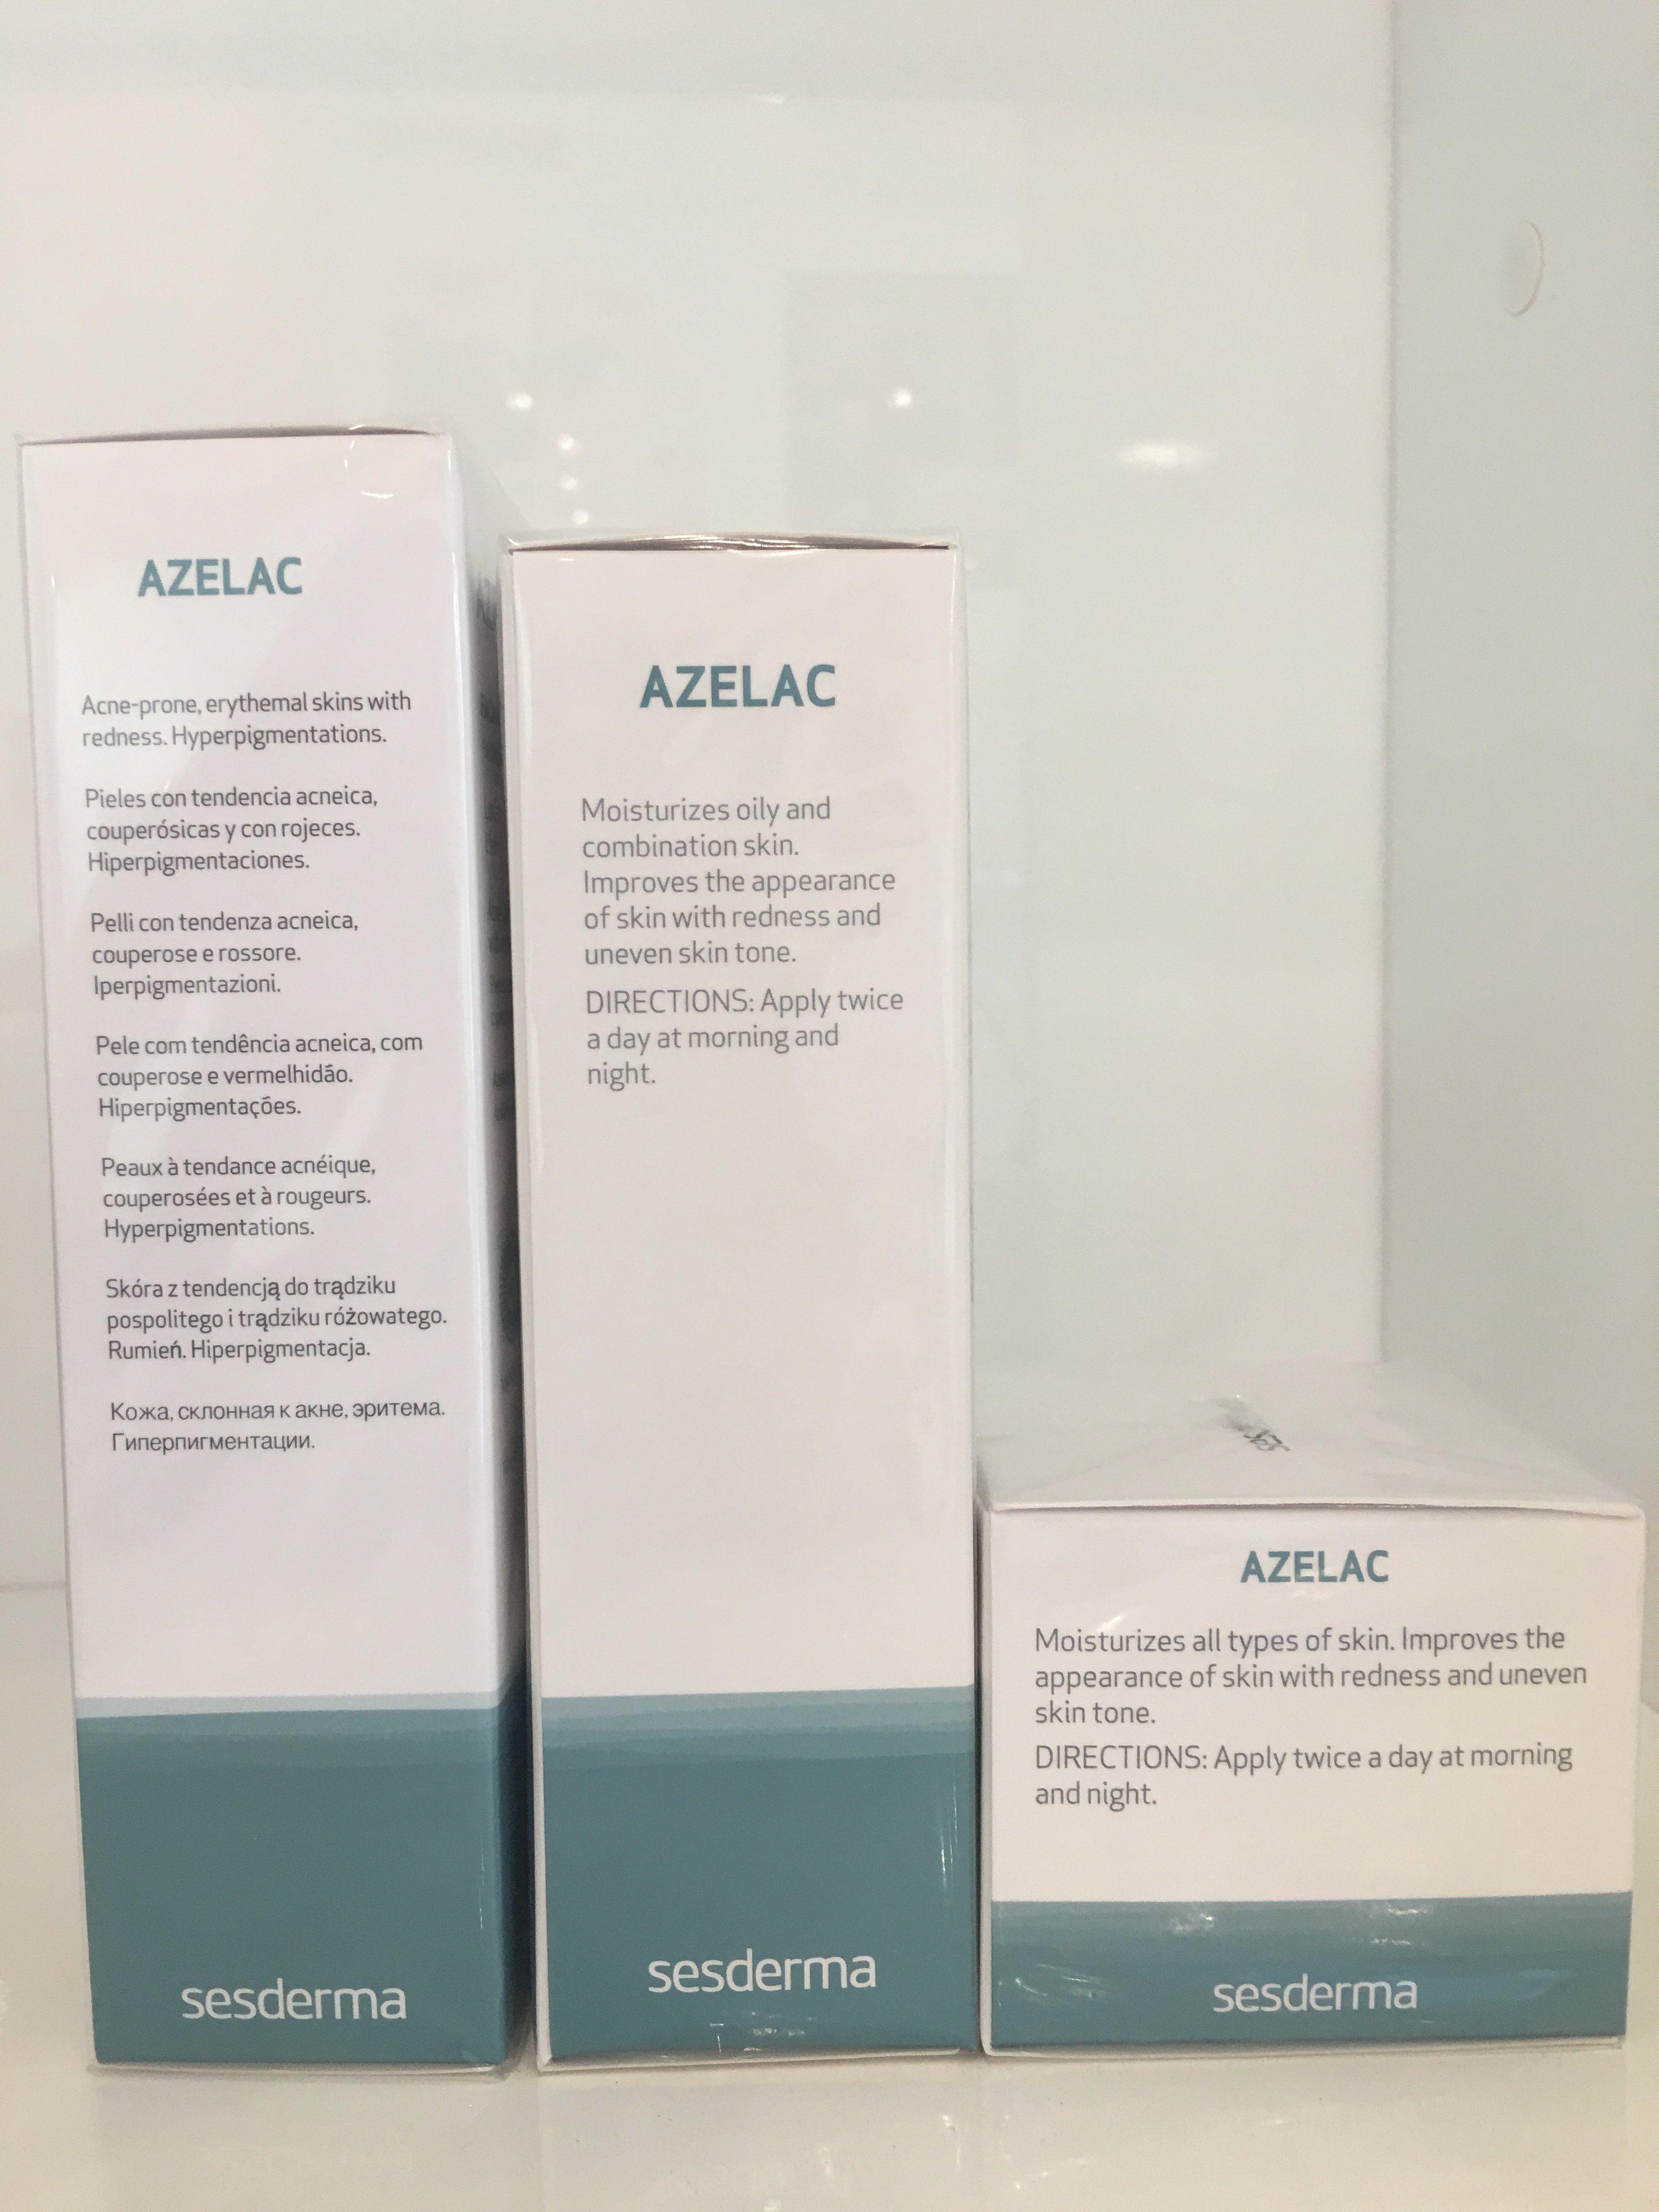 AZELAC
Acne-prone, erythemal skins with
redness. Hyperpigmentations.
Pieles con tendencia acneica,
couperósicas y con rojeces.
Hiperpigmentaciones.
Pelli con tendenza acneica,
couperose e rossore.
Iperpigmentazioni.
Pele com tendência acneica, com
couperose e vermelhidão.
Hiperpigmentações.
Peaux à tendance acnéique,
couperosées et à rougeurs.
Hyperpigmentations.
Skóra z tendencją do trądziku
pospolitego i trądziku różowatego.
Rumień. Hiperpigmentacja.
Кожа, склонная к акне, эритема.
Гиперпигментации.
sesderma
AZELAC
Moisturizes oily and
combination skin.
Improves the appearance
of skin with redness and
uneven skin tone.
DIRECTIONS: Apply twice
a day at morning and
night.
sesderma
AZELAC
Moisturizes all types of skin. Improves the
appearance of skin with redness and uneven
skin tone.
DIRECTIONS: Apply twice a day at morning
and night.
sesderma